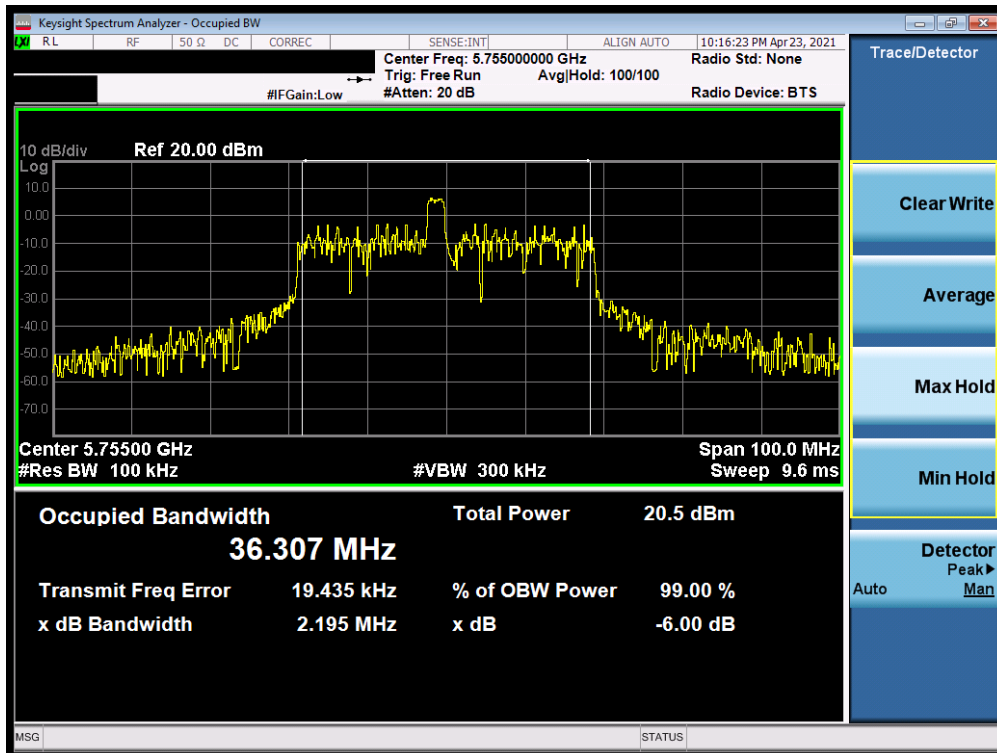 Keysight Spectrum Analyzer - Occupied BW
LXI RL RF 50 Ω DC CORREC SENSE:INT ALIGN AUTO 10:16:23 PM Apr 23, 2021
Center Freq: 5.755000000 GHz Radio Std: None
Trig: Free Run Avg|Hold: 100/100
#IFGain:Low #Atten: 20 dB Radio Device: BTS
Trace/Detector
10 dB/div Ref 20.00 dBm
Log
10.0
0.00
-10.0
-20.0
-30.0
-40.0
-50.0
-60.0
-70.0
Center 5.75500 GHz Span 100.0 MHz
#Res BW 100 kHz #VBW 300 kHz Sweep 9.6 ms
Occupied Bandwidth Total Power 20.5 dBm
36.307 MHz
Transmit Freq Error 19.435 kHz % of OBW Power 99.00 %
x dB Bandwidth 2.195 MHz x dB -6.00 dB
Clear Write
Average
Max Hold
Min Hold
Detector
Peak▶
Auto Man
MSG STATUS